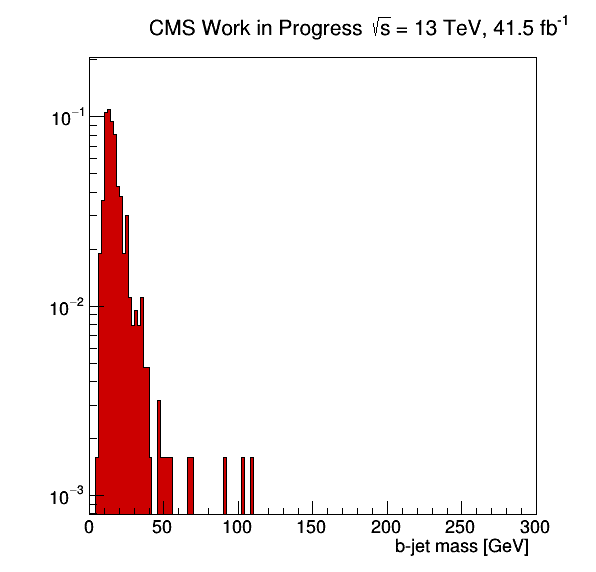 CMS Work in Progress √s = 13 TeV, 41.5 fb⁻¹
10⁻¹
10⁻²
10⁻³
0 50 100 150 200 250 300
b-jet mass [GeV]